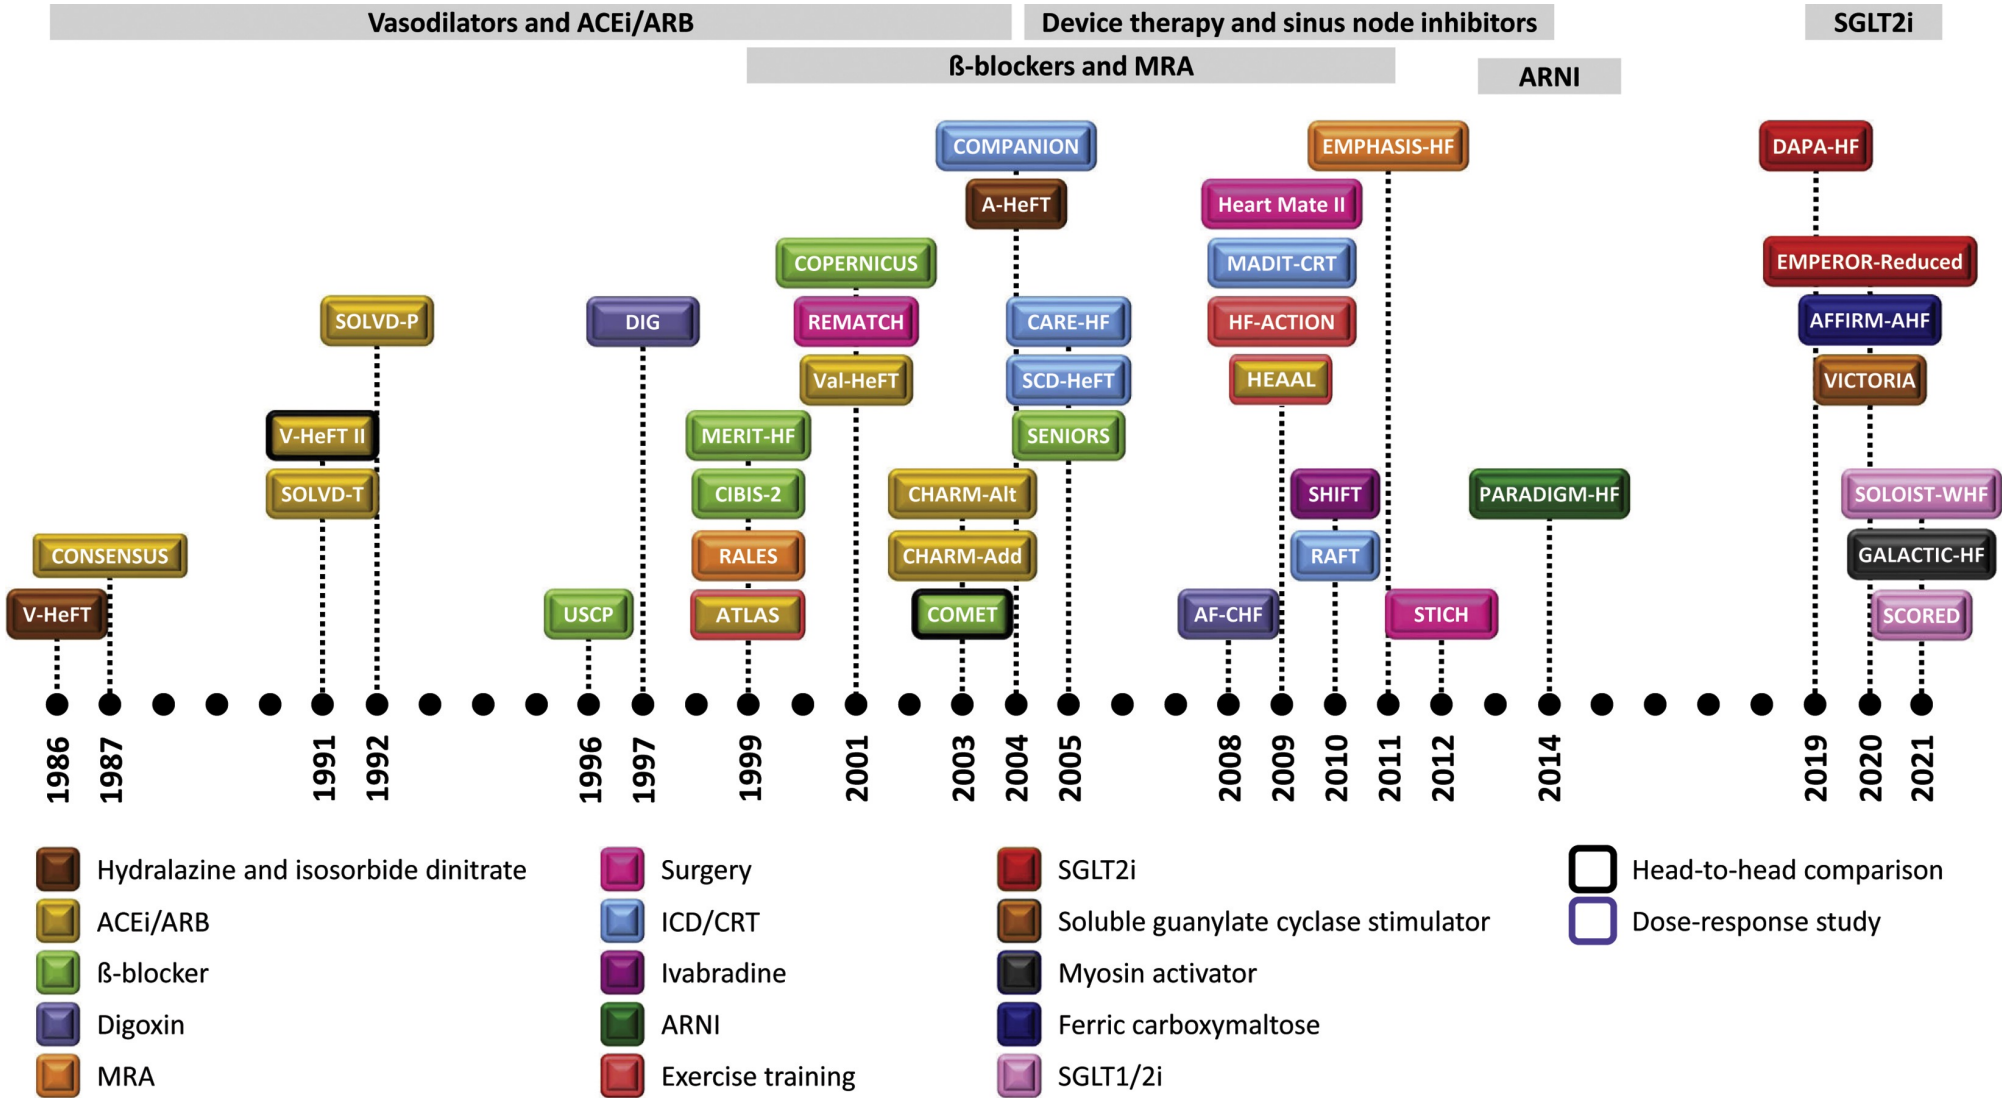 Vasodilators and ACEi/ARB
Device therapy and sinus node inhibitors
SGLT2i
ß-blockers and MRA
ARNI
COMPANION
EMPHASIS-HF
DAPA-HF
A-HeFT
Heart Mate II
COPERNICUS
MADIT-CRT
EMPEROR-Reduced
SOLVD-P
DIG
REMATCH
CARE-HF
HF-ACTION
AFFIRM-AHF
Val-HeFT
SCD-HeFT
HEAAL
VICTORIA
V-HeFT II
MERIT-HF
SENIORS
SOLVD-T
CIBIS-2
CHARM-Alt
SHIFT
PARADIGM-HF
SOLOIST-WHF
CONSENSUS
RALES
CHARM-Add
RAFT
GALACTIC-HF
V-HeFT
USCP
ATLAS
COMET
AF-CHF
STICH
SCORED
1986
1987
1991
1992
1996
1997
1999
2001
2003
2004
2005
2008
2009
2010
2011
2012
2014
2019
2020
2021
Hydralazine and isosorbide dinitrate
ACEi/ARB
ß-blocker
Digoxin
MRA
Surgery
ICD/CRT
Ivabradine
ARNI
Exercise training
SGLT2i
Soluble guanylate cyclase stimulator
Myosin activator
Ferric carboxymaltose
SGLT1/2i
Head-to-head comparison
Dose-response study